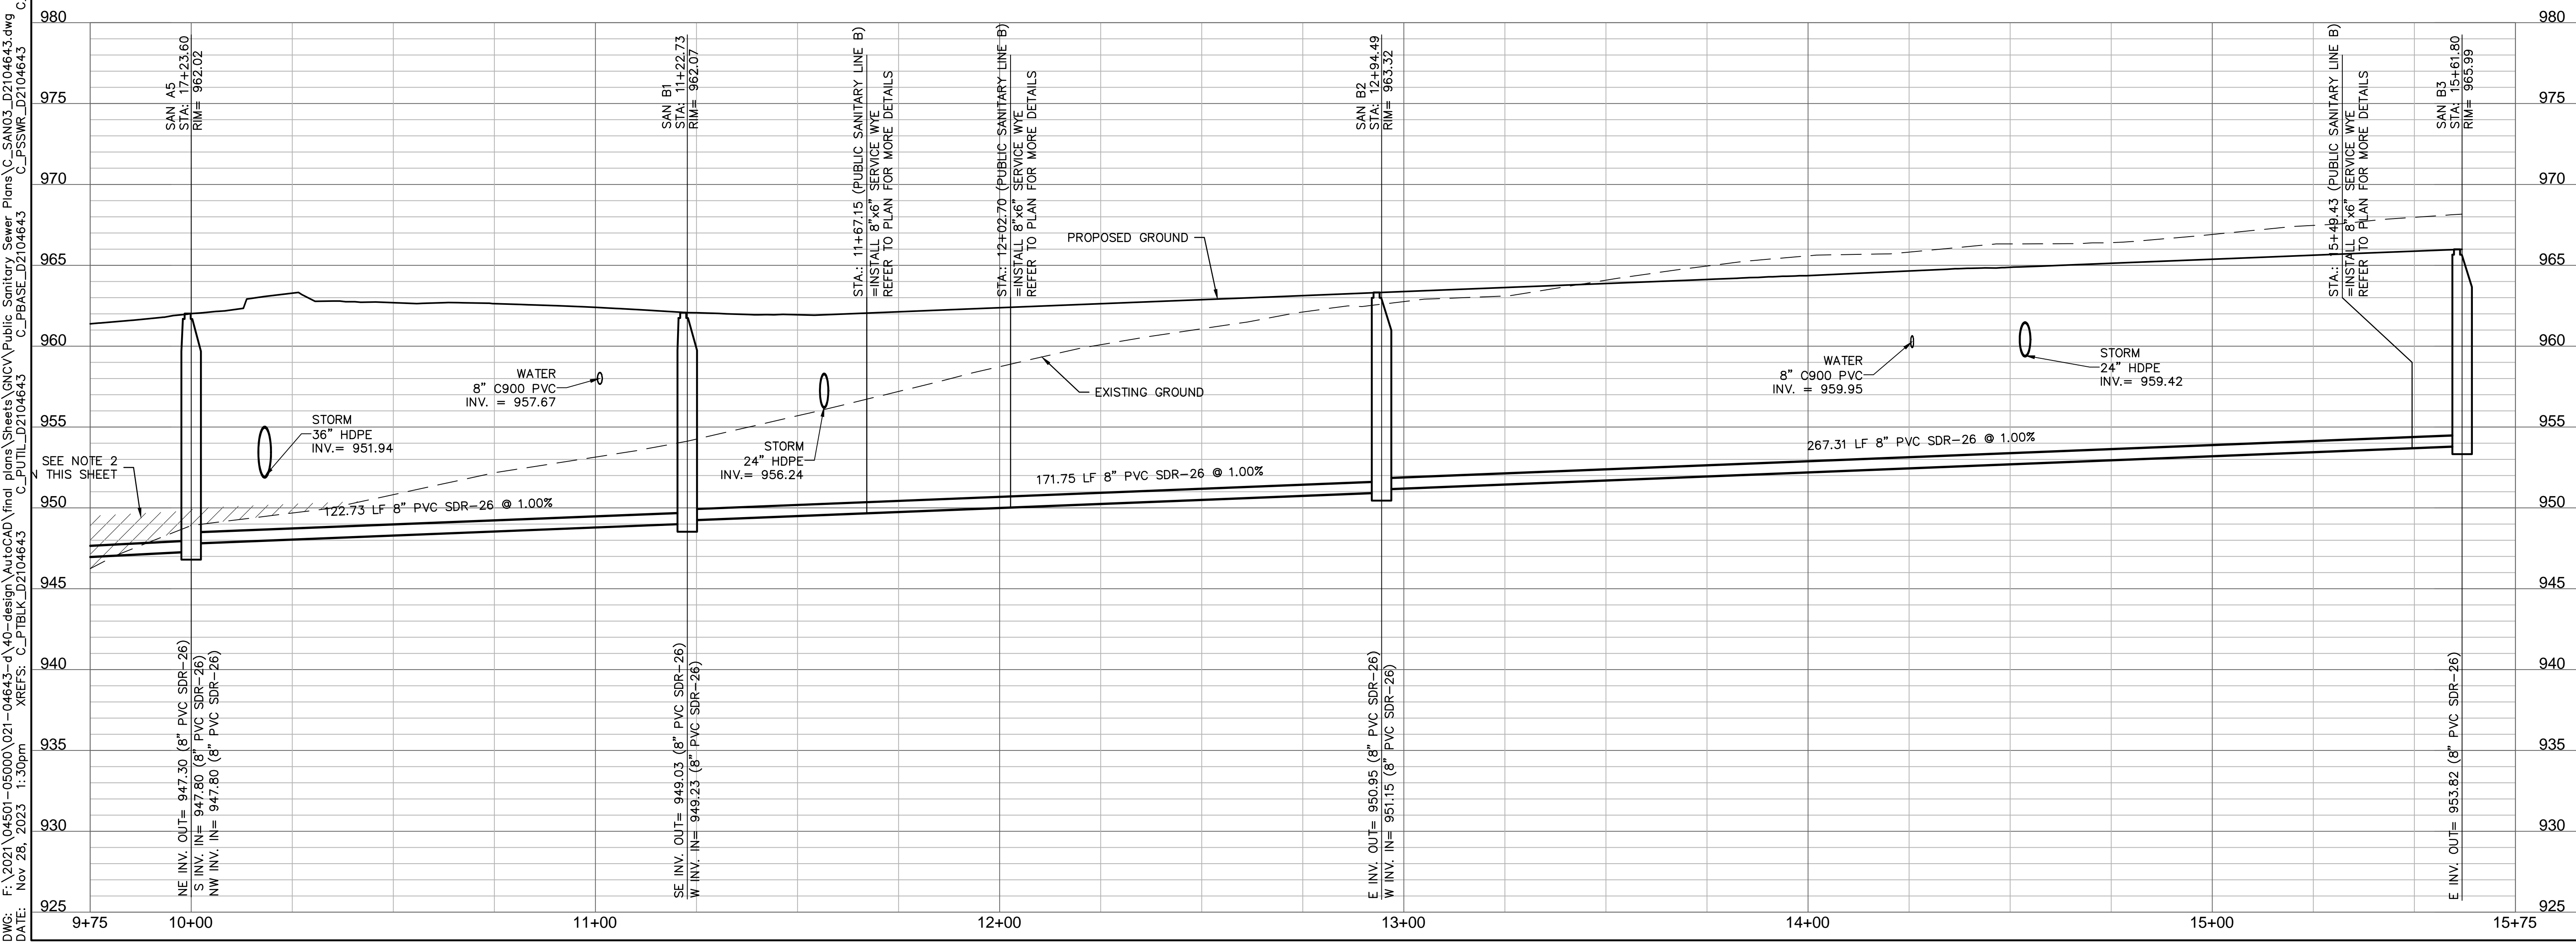 DWG: F:\2021\04501-05000\021-04643-d\40-design\AutoCAD\final plans\Sheets\GNCV\Public Sanitary Sewer Plans\C_SAN03_D2104643.dwg
DATE: Nov 28, 2023 1:30pm XREFS: C_PTBLK_D2104643 C_PUTIL_D2104643 C_PBASE_D2104643 C_PSSWR_D2104643
980
975
970
965
960
955
950
945
940
935
930
925
SAN A5
STA: 17+23.60
RIM= 962.02
SAN B1
STA: 11+22.73
RIM= 962.07
STA.: 11+67.15 (PUBLIC SANITARY LINE B)
=INSTALL 8"x6" SERVICE WYE
REFER TO PLAN FOR MORE DETAILS
STA.: 12+02.70 (PUBLIC SANITARY LINE B)
=INSTALL 8"x6" SERVICE WYE
REFER TO PLAN FOR MORE DETAILS
SAN B2
STA: 12+94.49
RIM= 963.32
STA.: 15+49.43 (PUBLIC SANITARY LINE B)
=INSTALL 8"x6" SERVICE WYE
REFER TO PLAN FOR MORE DETAILS
SAN B3
STA: 15+61.80
RIM= 965.99
PROPOSED GROUND
EXISTING GROUND
SEE NOTE 2
N THIS SHEET
STORM
36" HDPE
INV.= 951.94
WATER
8" C900 PVC
INV. = 957.67
STORM
24" HDPE
INV.= 956.24
WATER
8" C900 PVC
INV. = 959.95
STORM
24" HDPE
INV.= 959.42
122.73 LF 8" PVC SDR-26 @ 1.00%
171.75 LF 8" PVC SDR-26 @ 1.00%
267.31 LF 8" PVC SDR-26 @ 1.00%
NE INV. OUT= 947.30 (8" PVC SDR-26)
S INV. IN= 947.80 (8" PVC SDR-26)
NW INV. IN= 947.80 (8" PVC SDR-26)
SE INV. OUT= 949.03 (8" PVC SDR-26)
W INV. IN= 949.23 (8" PVC SDR-26)
E INV. OUT= 950.95 (8" PVC SDR-26)
W INV. IN= 951.15 (8" PVC SDR-26)
E INV. OUT= 953.82 (8" PVC SDR-26)
980
975
970
965
960
955
950
945
940
935
930
925
9+75
10+00
11+00
12+00
13+00
14+00
15+00
15+75